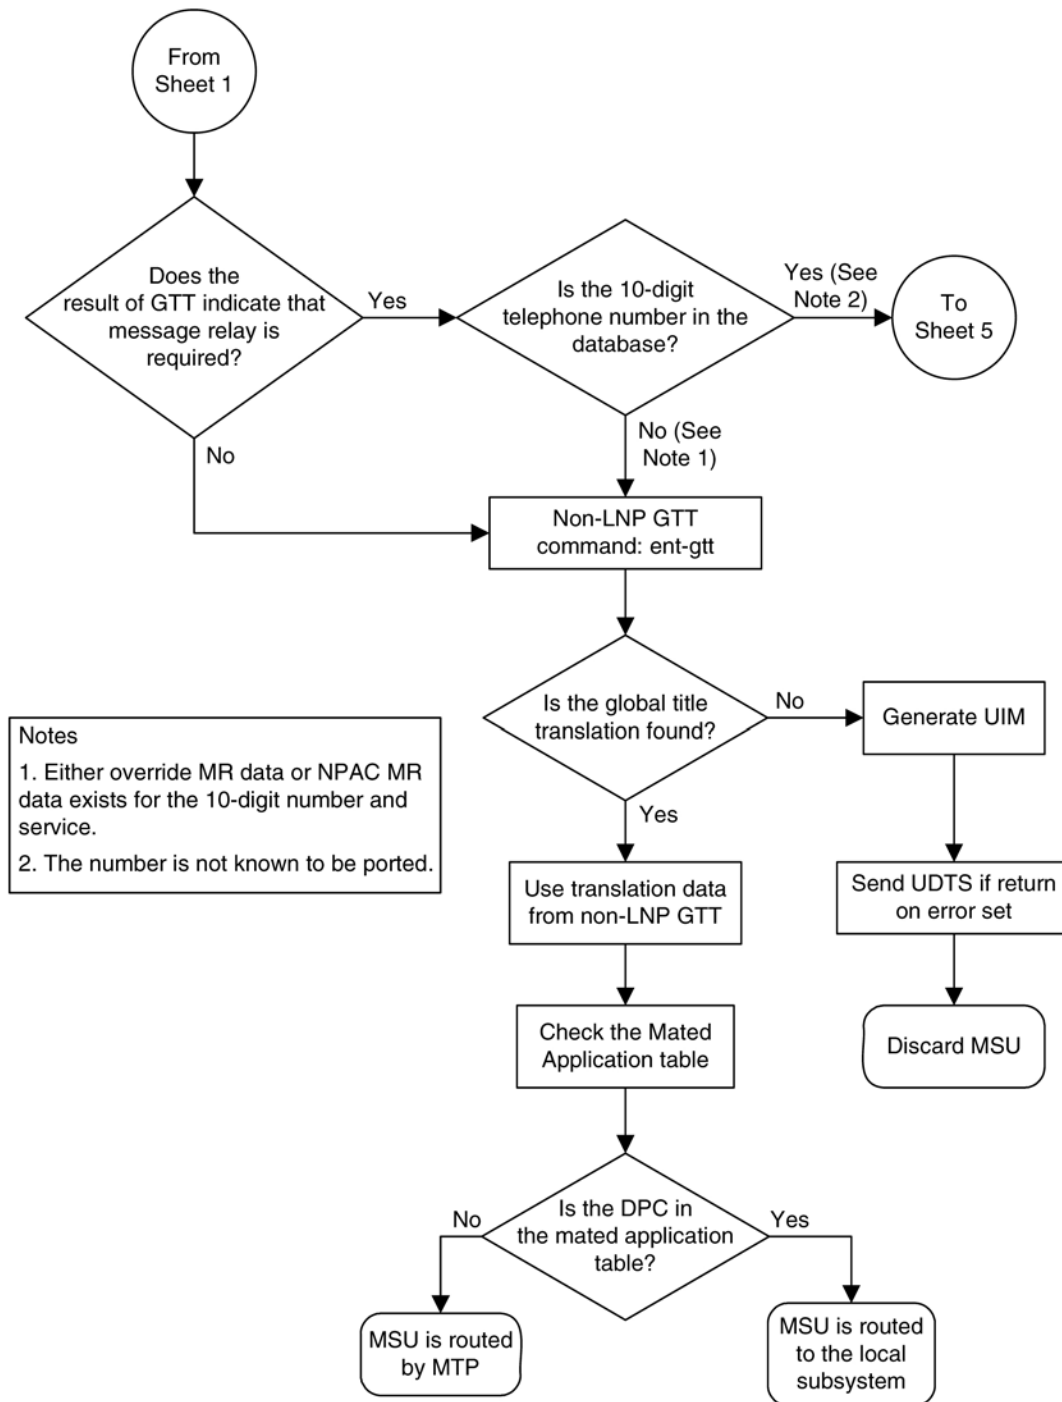 From
Sheet 1
Does the
result of GTT indicate that
message relay is
required?
Yes
Is the 10-digit
telephone number in the
database?
Yes (See
Note 2)
To
Sheet 5
No
No (See
Note 1)
Non-LNP GTT
command: ent-gtt
Is the global title
translation found?
No
Generate UIM
Yes
Notes
1. Either override MR data or NPAC MR
data exists for the 10-digit number and
service.
2. The number is not known to be ported.
Use translation data
from non-LNP GTT
Send UDTS if return
on error set
Check the Mated
Application table
Discard MSU
Is the DPC in
the mated application
table?
No
Yes
MSU is routed
by MTP
MSU is routed
to the local
subsystem